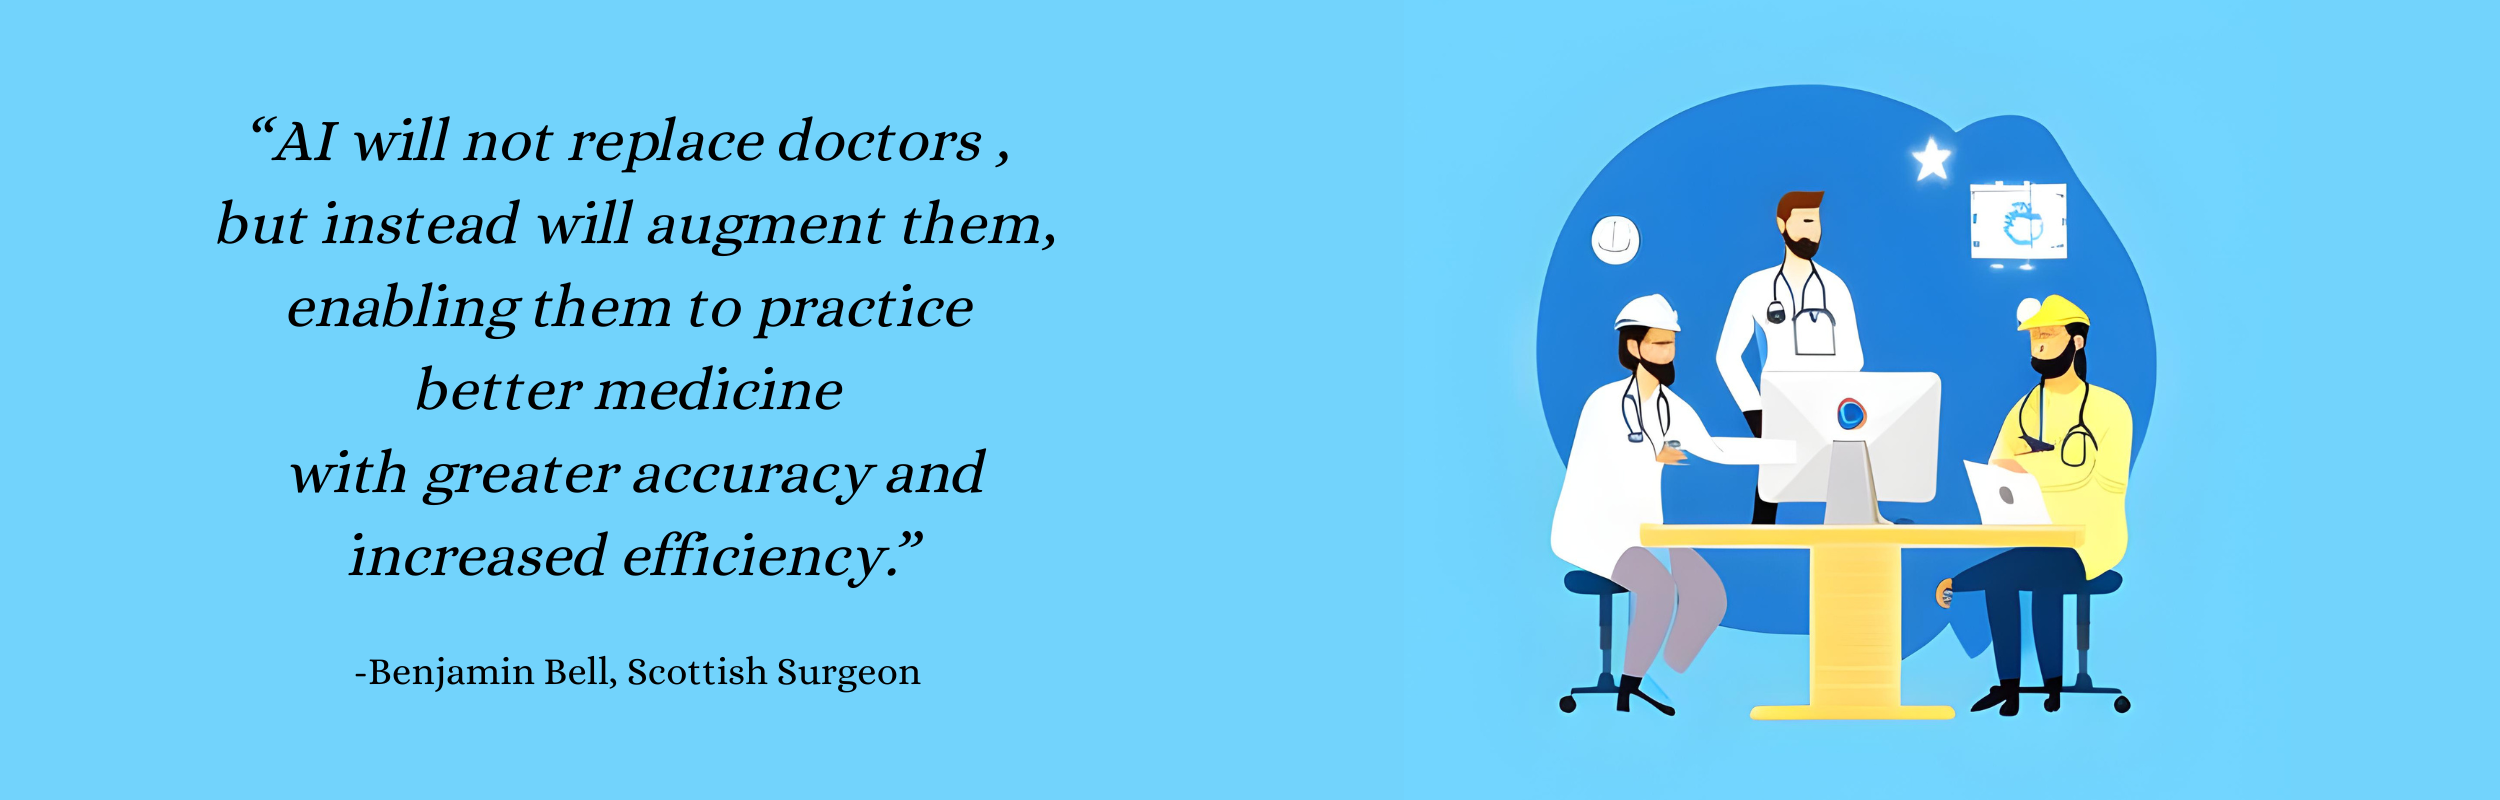 “AI will not replace doctors ,
but instead will augment them,
enabling them to practice
better medicine
with greater accuracy and
increased efficiency.”
-Benjamin Bell, Scottish Surgeon